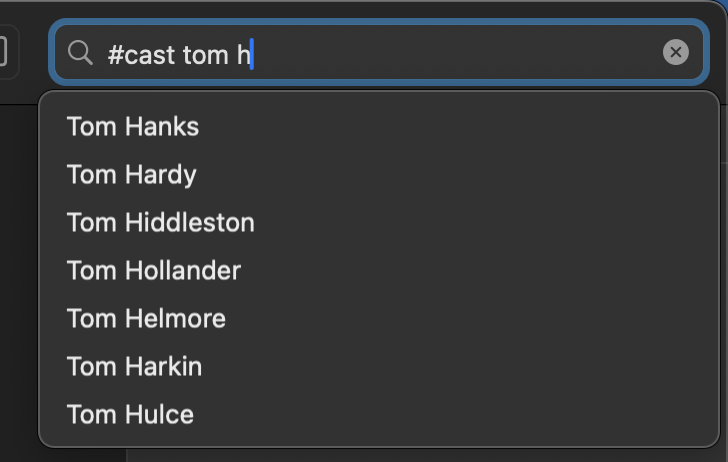 #cast tom h
Tom Hanks
Tom Hardy
Tom Hiddleston
Tom Hollander
Tom Helmore
Tom Harkin
Tom Hulce